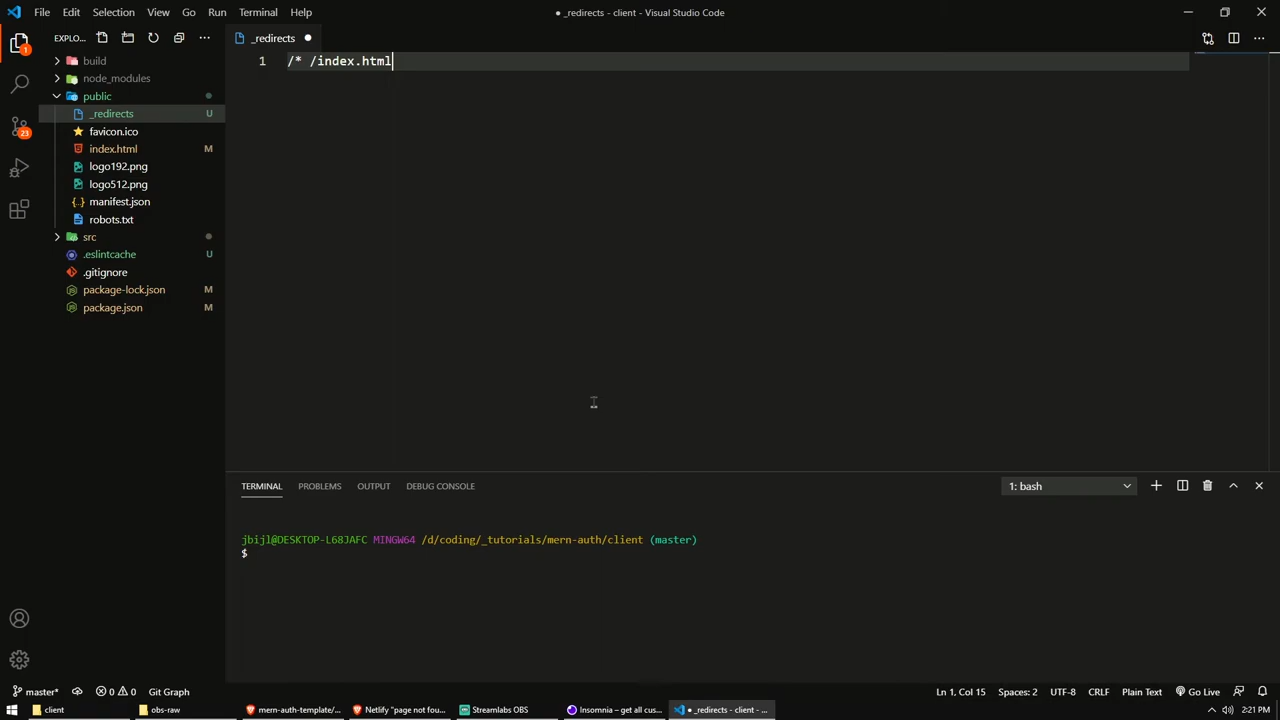 File Edit Selection View Go Run Terminal Help
● _redirects - client - Visual Studio Code
1
EXPLO...
_redirects ●
build
1 /* /index.html
node_modules
public
_redirects U
favicon.ico
23
index.html M
logo192.png
logo512.png
{..} manifest.json
robots.txt
src
.eslintcache U
.gitignore
package-lock.json M
package.json M
TERMINAL PROBLEMS OUTPUT DEBUG CONSOLE
1: bash
jbijl@DESKTOP-L68JAFC MINGW64 /d/coding/_tutorials/mern-auth/client (master)
$
master* 0 0 Git Graph
Ln 1, Col 15 Spaces: 2 UTF-8 CRLF Plain Text Go Live
client obs-raw mern-auth-template/... Netlify "page not fou... Streamlabs OBS Insomnia – get all cus... ● _redirects - client - ... 2:21 PM